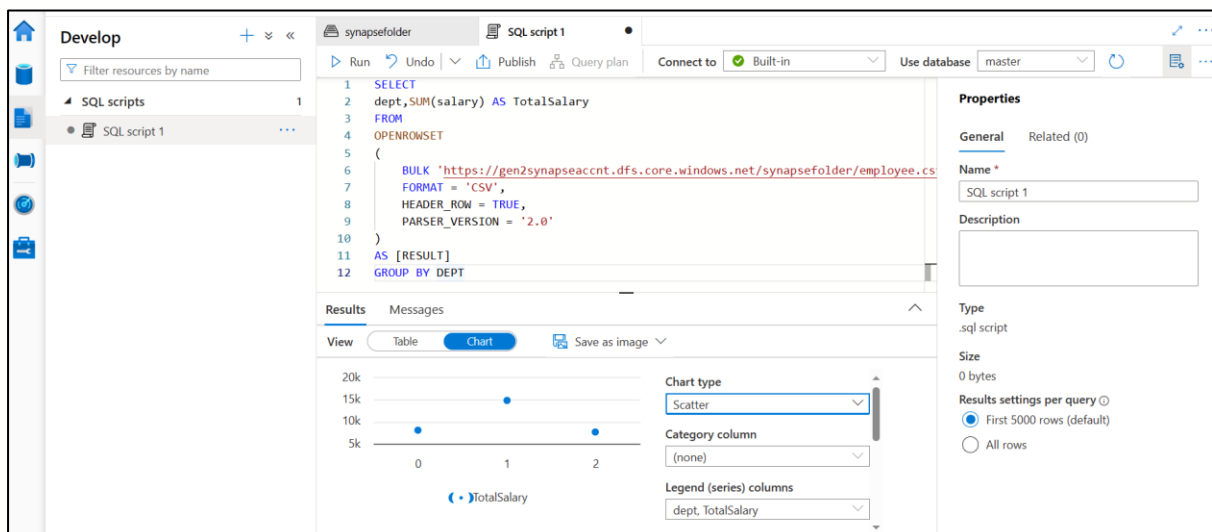 Develop
Filter resources by name
SQL scripts 1
SQL script 1 ...
synapsefolder SQL script 1
Run Undo Publish Query plan Connect to Built-in Use database master
1 SELECT
2 dept,SUM(salary) AS TotalSalary
3 FROM
4 OPENROWSET
5 (
6 BULK 'https://gen2synapseaccnt.dfs.core.windows.net/synapsefolder/employee.cs
7 FORMAT = 'CSV',
8 HEADER_ROW = TRUE,
9 PARSER_VERSION = '2.0'
10 )
11 AS [RESULT]
12 GROUP BY DEPT
Results Messages
View Table Chart Save as image
20k
15k
10k
5k
0 1 2
TotalSalary
Chart type
Scatter
Category column
(none)
Legend (series) columns
dept, TotalSalary
Properties
General Related (0)
Name *
SQL script 1
Description
Type
.sql script
Size
0 bytes
Results settings per query
First 5000 rows (default)
All rows